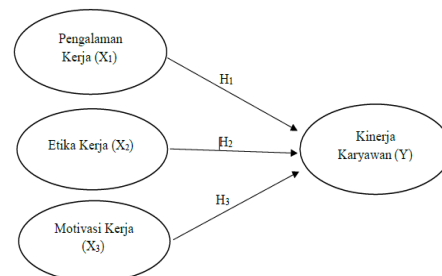 Pengalaman
Kerja (X₁)
H₁
Etika Kerja (X₂)
H₂
Kinerja
Karyawan (Y)
H₃
Motivasi Kerja
(X₃)